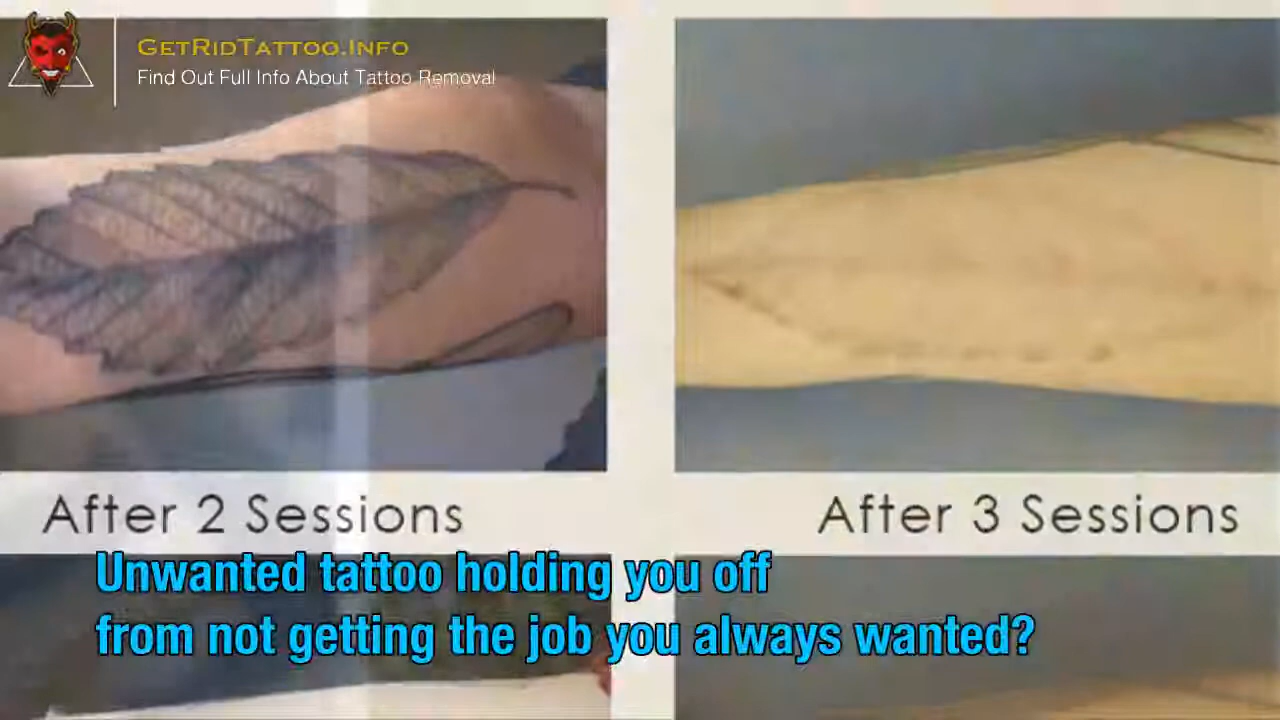 GetRidTattoo.Info
Find Out Full Info About Tattoo Removal
After 2 Sessions
After 3 Sessions
Unwanted tattoo holding you off
from not getting the job you always wanted?